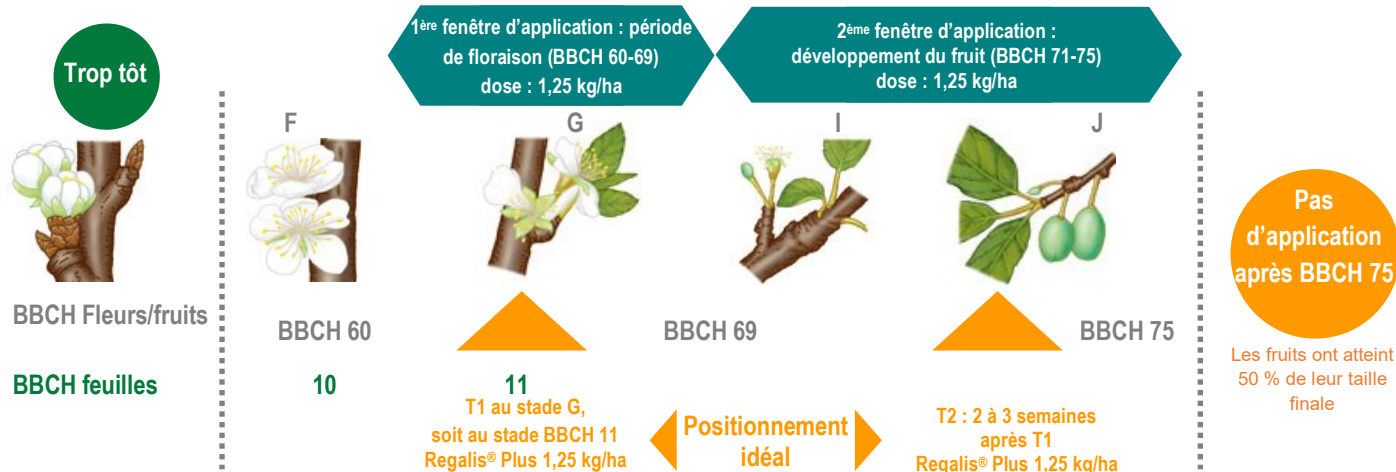 Trop tôt
1ère fenêtre d'application : période
de floraison (BBCH 60-69)
dose : 1,25 kg/ha
2ème fenêtre d'application :
développement du fruit (BBCH 71-75)
dose : 1,25 kg/ha
F
G
I
J
Pas
d'application
après BBCH 75
Les fruits ont atteint
50 % de leur taille
finale
BBCH Fleurs/fruits
BBCH 60
BBCH 69
BBCH 75
BBCH feuilles
10
11
T1 au stade G,
soit au stade BBCH 11
Regalis® Plus 1,25 kg/ha
Positionnement
idéal
T2 : 2 à 3 semaines
après T1
Regalis® Plus 1,25 kg/ha